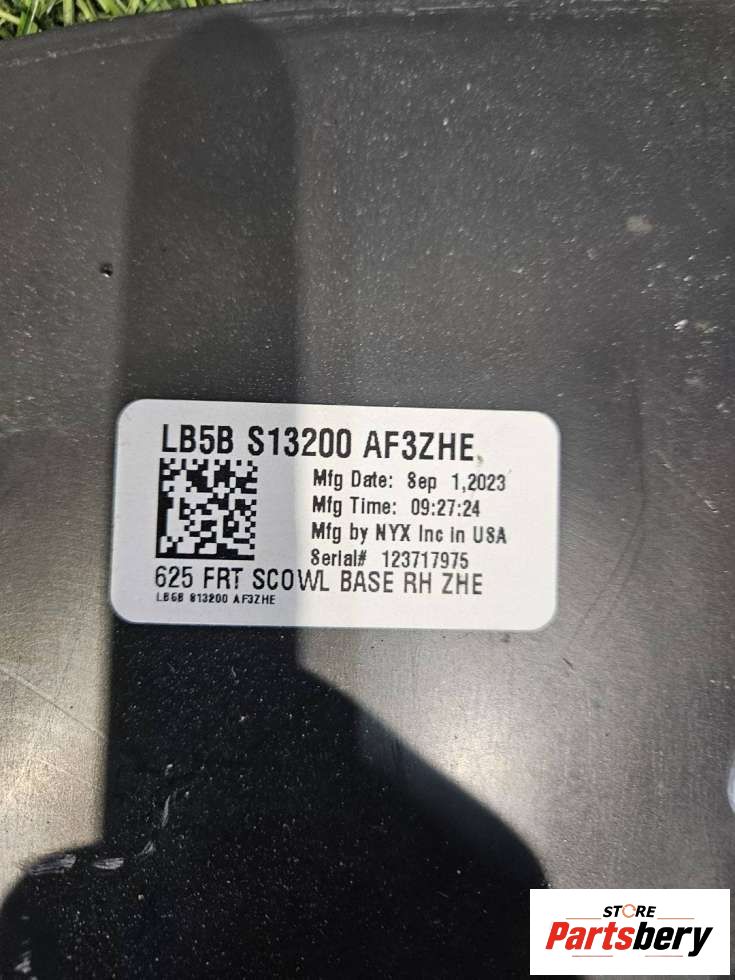 LB5B S13200 AF3ZHE
Mfg Date: Sep 1,2023
Mfg Time: 09:27:24
Mfg by NYX Inc in USA
Serial# 123717975
625 FRT SCOWL BASE RH ZHE
LB5B S13200 AF3ZHE
STORE
Partsbery